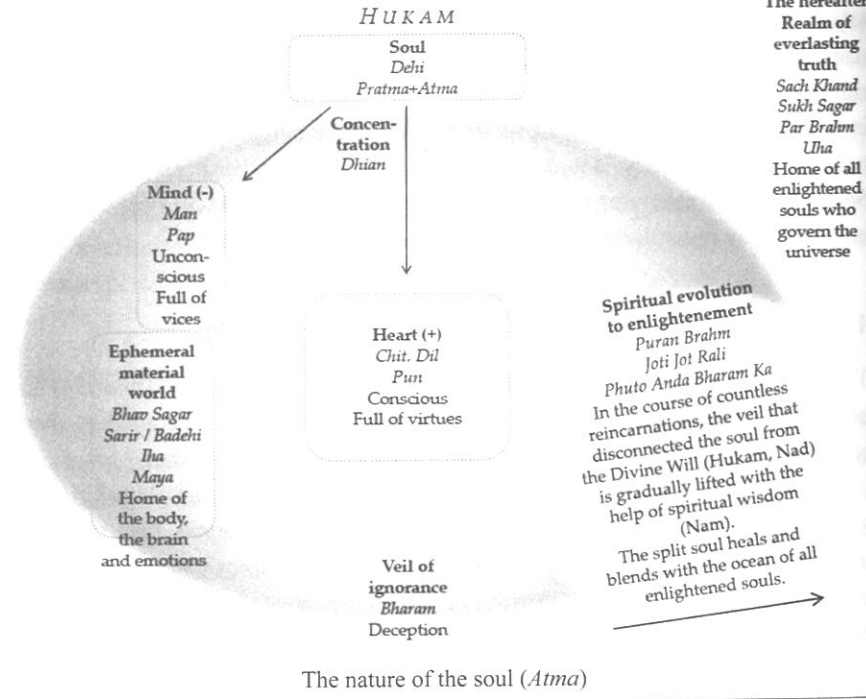 HUKAM
Soul
Dehi
Pratma+Atma
Concen-
tration
Dhian
Mind (-)
Man
Pap
Uncon-
scious
Full of
vices
Ephemeral
material
world
Bhav Sagar
Sarir / Badehi
Iha
Maya
Home of
the body,
the brain
and emotions
Heart (+)
Chit. Dil
Pun
Conscious
Full of virtues
Veil of
ignorance
Bharam
Deception
Spiritual evolution
to enlightenement
Puran Brahm
Joti Jot Rali
Phuto Anda Bharam Ka
In the course of countless
reincarnations, the veil that
disconnected the soul from
the Divine Will (Hukam, Nad)
is gradually lifted with the
help of spiritual wisdom
(Nam).
The split soul heals and
blends with the ocean of all
enlightened souls.
The hereafter
Realm of
everlasting
truth
Sach Khand
Sukh Sagar
Par Brahm
Uha
Home of all
enlightened
souls who
govern the
universe
The nature of the soul (Atma)